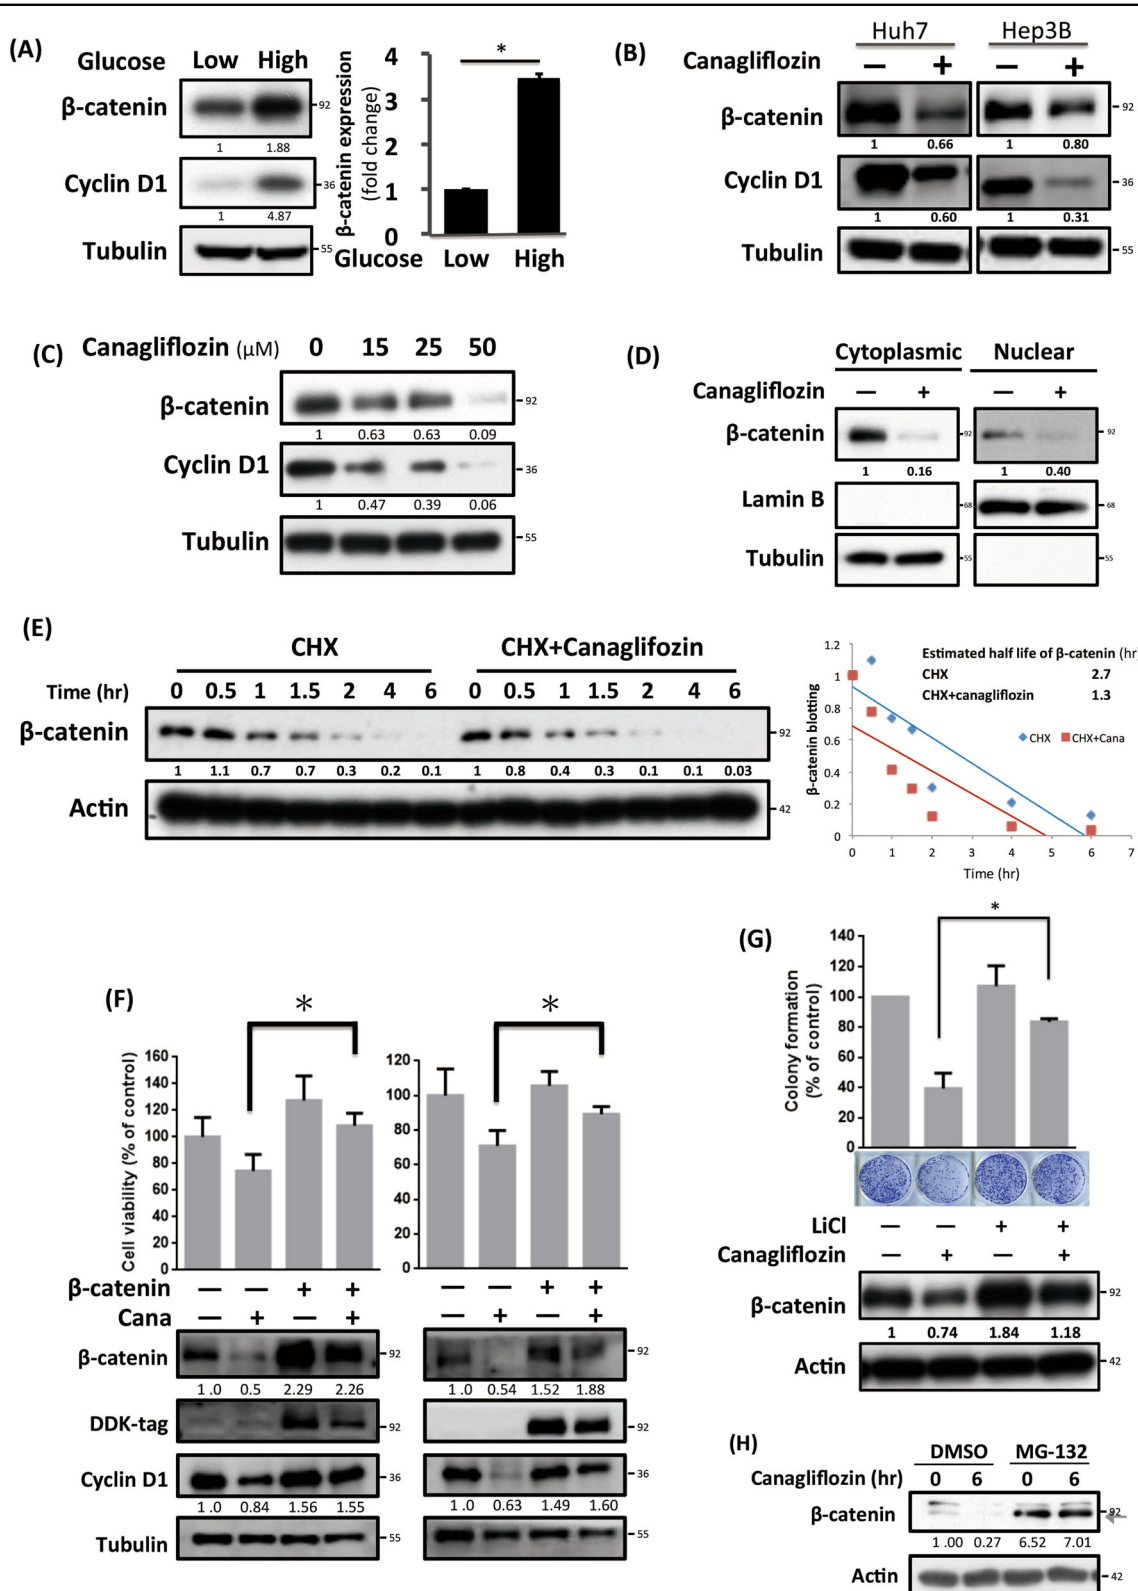 (A)
Glucose Low High
β-catenin 92
1 1.88
Cyclin D1 36
1 4.87
Tubulin 55
β-catenin expression
(fold change)
4
3
2
1
0
*
Glucose Low High
(B)
Huh7 Hep3B
Canagliflozin — + — +
β-catenin 92
1 0.66 1 0.80
Cyclin D1 36
1 0.60 1 0.31
Tubulin 55
(C)
Canagliflozin (μM) 0 15 25 50
β-catenin 92
1 0.63 0.63 0.09
Cyclin D1 36
1 0.47 0.39 0.06
Tubulin 55
(D)
Cytoplasmic Nuclear
Canagliflozin — + — +
β-catenin 92 92
1 0.16 1 0.40
Lamin B 68 68
Tubulin 55 55
(E)
CHX CHX+Canaglifozin
Time (hr) 0 0.5 1 1.5 2 4 6 0 0.5 1 1.5 2 4 6
β-catenin 92
1 1.1 0.7 0.7 0.3 0.2 0.1 1 0.8 0.4 0.3 0.1 0.1 0.03
Actin 42
β-catenin blotting
1.2
1
0.8
0.6
0.4
0.2
0
Estimated half life of β-catenin (hr)
CHX 2.7
CHX+canagliflozin 1.3
CHX CHX+Cana
0 1 2 3 4 5 6 7
Time (hr)
(F)
*
Cell viability (% of control)
160
140
120
100
80
60
40
20
0
*
120
100
80
60
40
20
0
β-catenin — — + + — — + +
Cana — + — + — + — +
β-catenin 92 92
1.0 0.5 2.29 2.26 1.0 0.54 1.52 1.88
DDK-tag 92 92
Cyclin D1 36 36
1.0 0.84 1.56 1.55 1.0 0.63 1.49 1.60
Tubulin 55 55
(G)
*
Colony formation
(% of control)
140
120
100
80
60
40
20
0
LiCl — — + +
Canagliflozin — + — +
β-catenin 92
1 0.74 1.84 1.18
Actin 42
(H)
DMSO MG-132
Canagliflozin (hr) 0 6 0 6
β-catenin 92
1.00 0.27 6.52 7.01
Actin 42